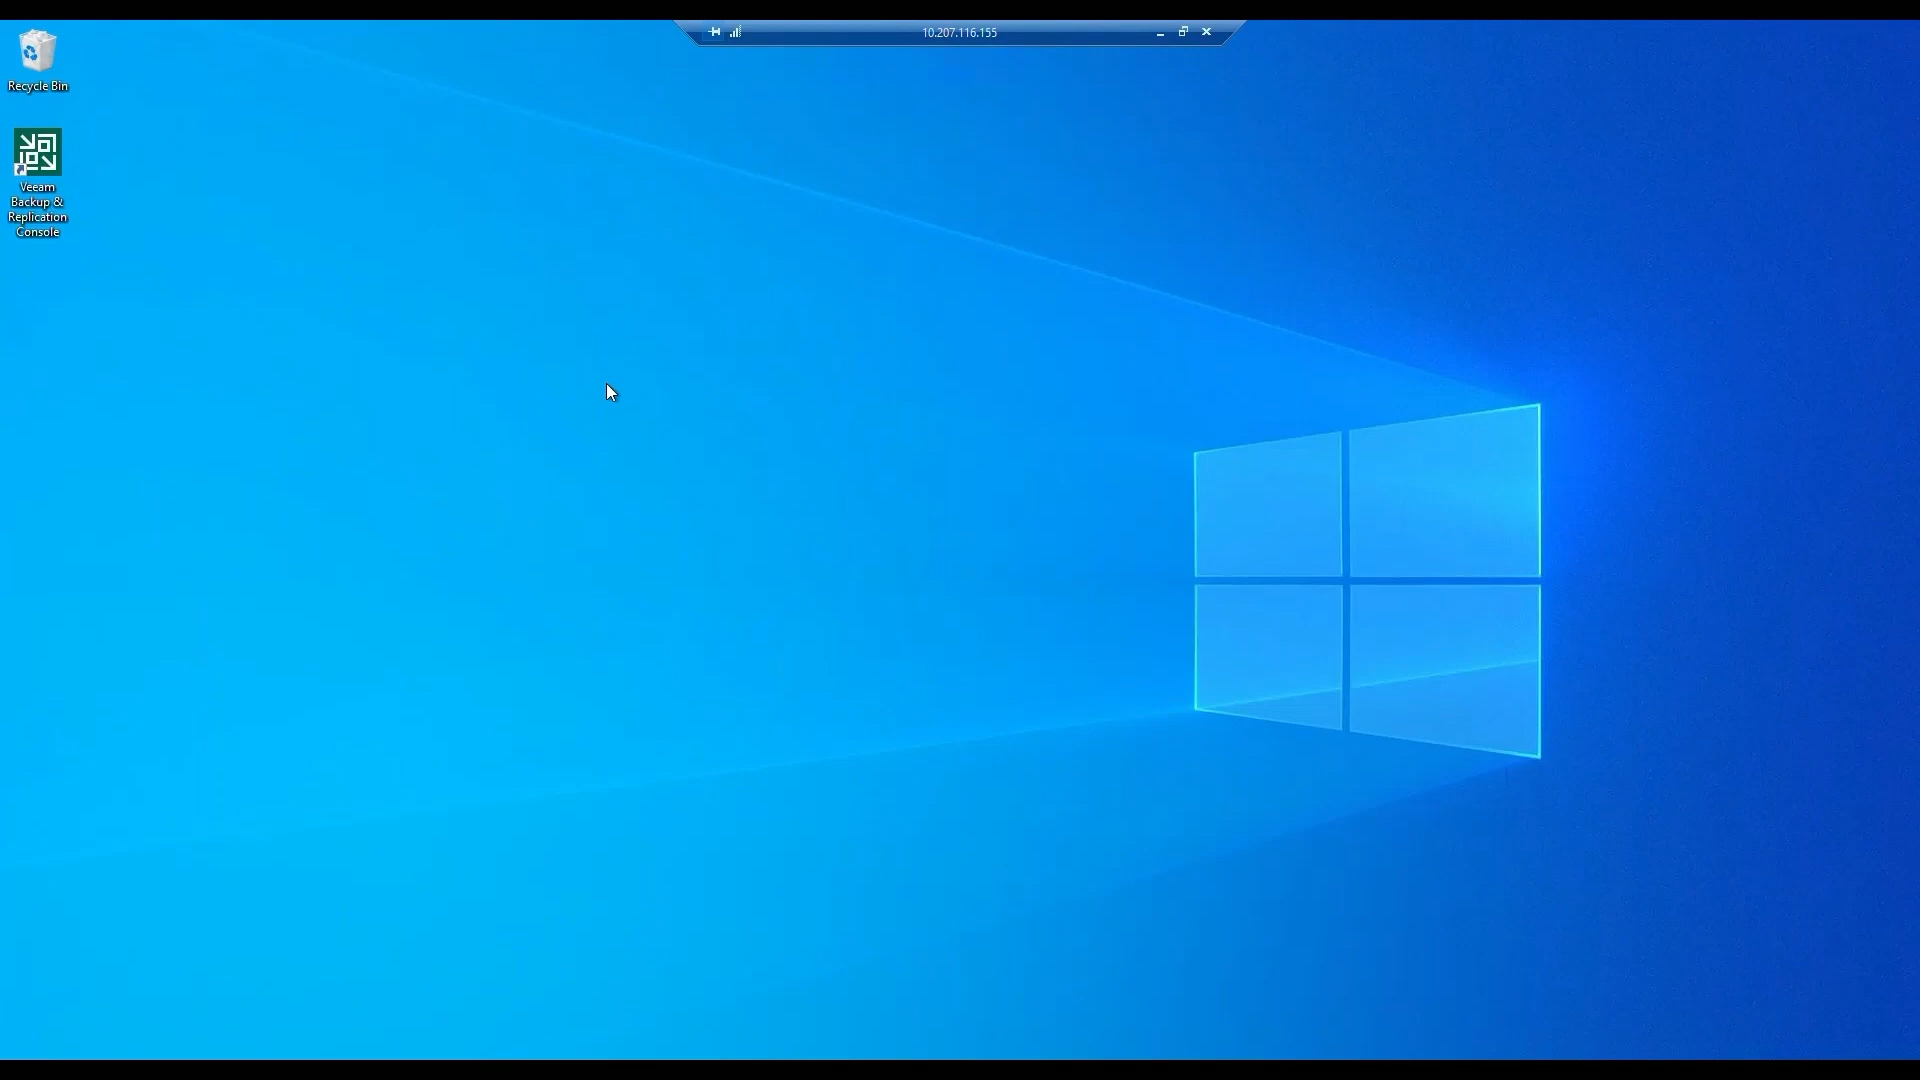 10.207.116.155
Recycle Bin
Veeam
Backup &
Replication
Console